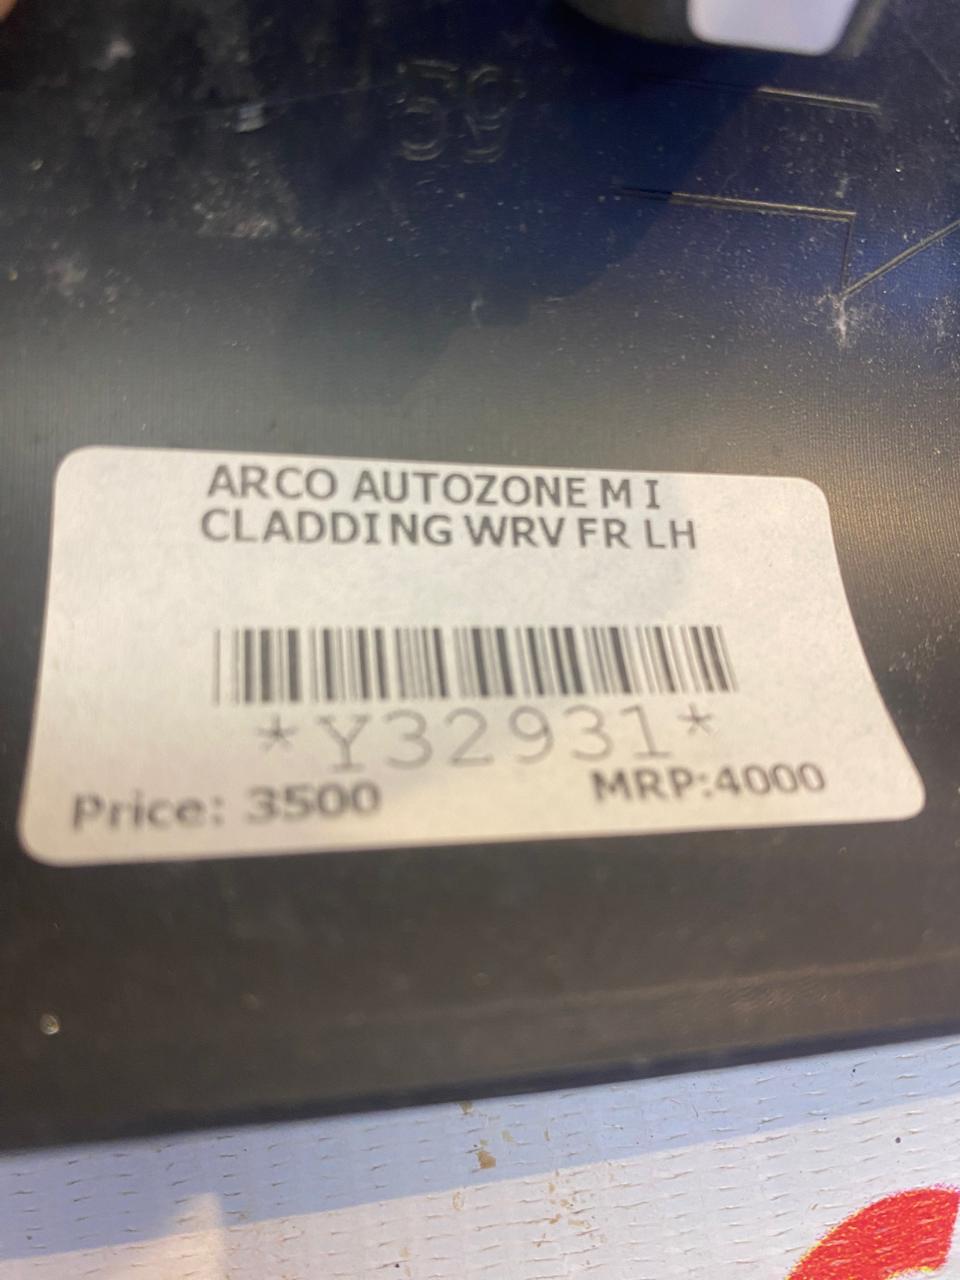 59
ARCO AUTOZONE M I
CLADDING WRV FR LH
*Y32931*
Price: 3500 MRP:4000